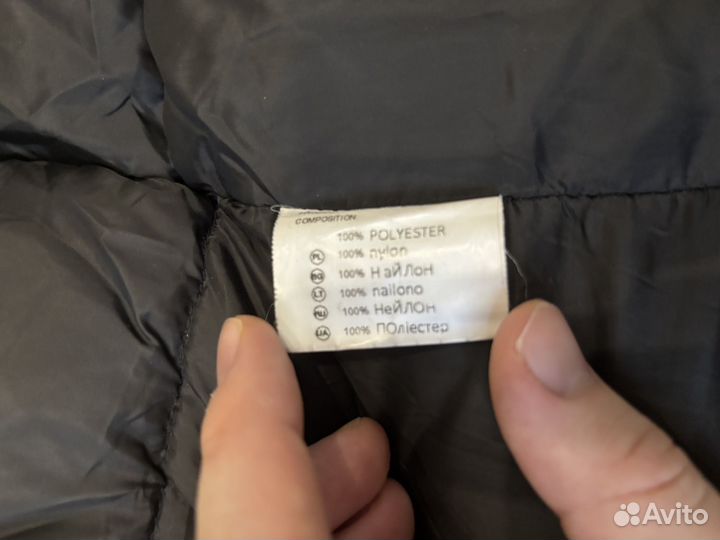 COMPOSITION
100% POLYESTER
PL 100% nylon
BG 100% НаЙЛоН
LT 100% nailono
RU 100% НеЙЛОН
UA 100% ПОліестер
Avito